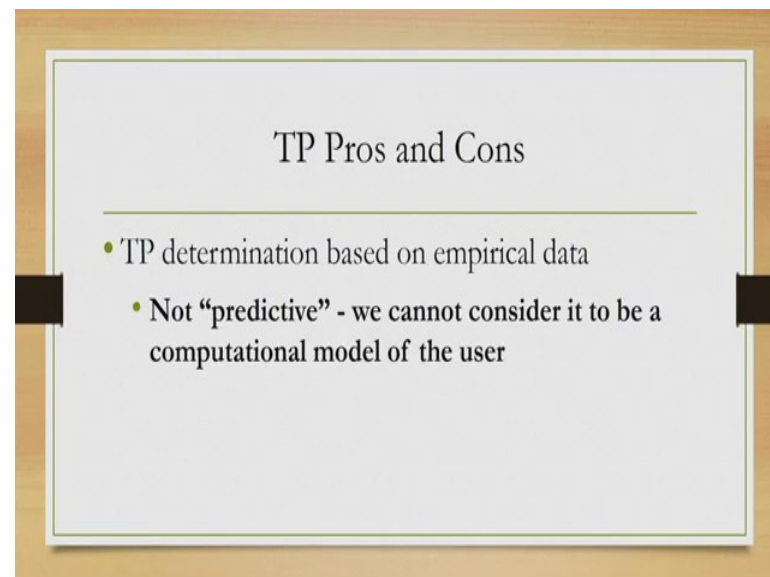 TP Pros and Cons
• TP determination based on empirical data
• Not “predictive” - we cannot consider it to be a
computational model of the user